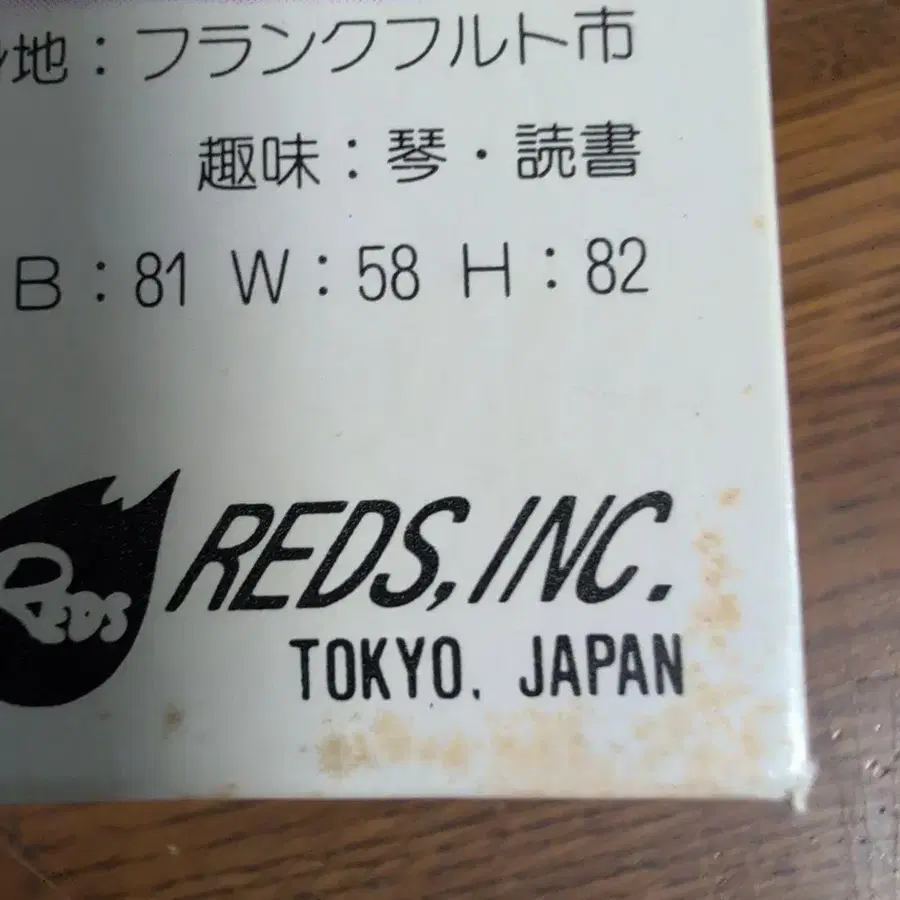 地：フランクフルト市
趣味：琴・読書
B：81 W：58 H：82
REDS
REDS, INC.
TOKYO. JAPAN